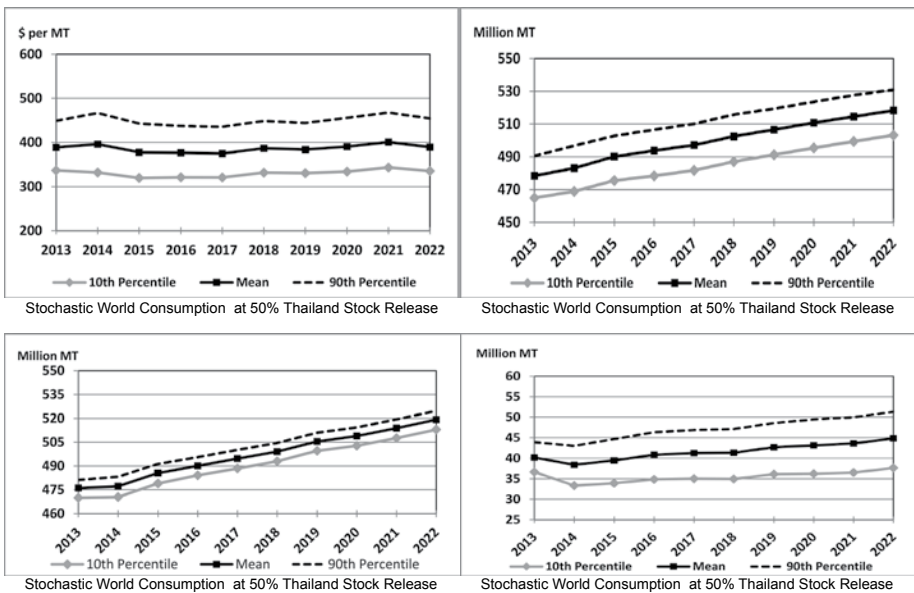 $ per MT
600
500
400
300
200
2013 2014 2015 2016 2017 2018 2019 2020 2021 2022
10th Percentile Mean 90th Percentile
Stochastic World Consumption at 50% Thailand Stock Release
Million MT
550
530
510
490
470
450
2013 2014 2015 2016 2017 2018 2019 2020 2021 2022
10th Percentile Mean 90th Percentile
Stochastic World Consumption at 50% Thailand Stock Release
Million MT
550
535
520
505
490
475
460
2013 2014 2015 2016 2017 2018 2019 2020 2021 2022
10th Percentile Mean 90th Percentile
Stochastic World Consumption at 50% Thailand Stock Release
Million MT
60
55
50
45
40
35
30
25
2013 2014 2015 2016 2017 2018 2019 2020 2021 2022
10th Percentile Mean 90th Percentile
Stochastic World Consumption at 50% Thailand Stock Release